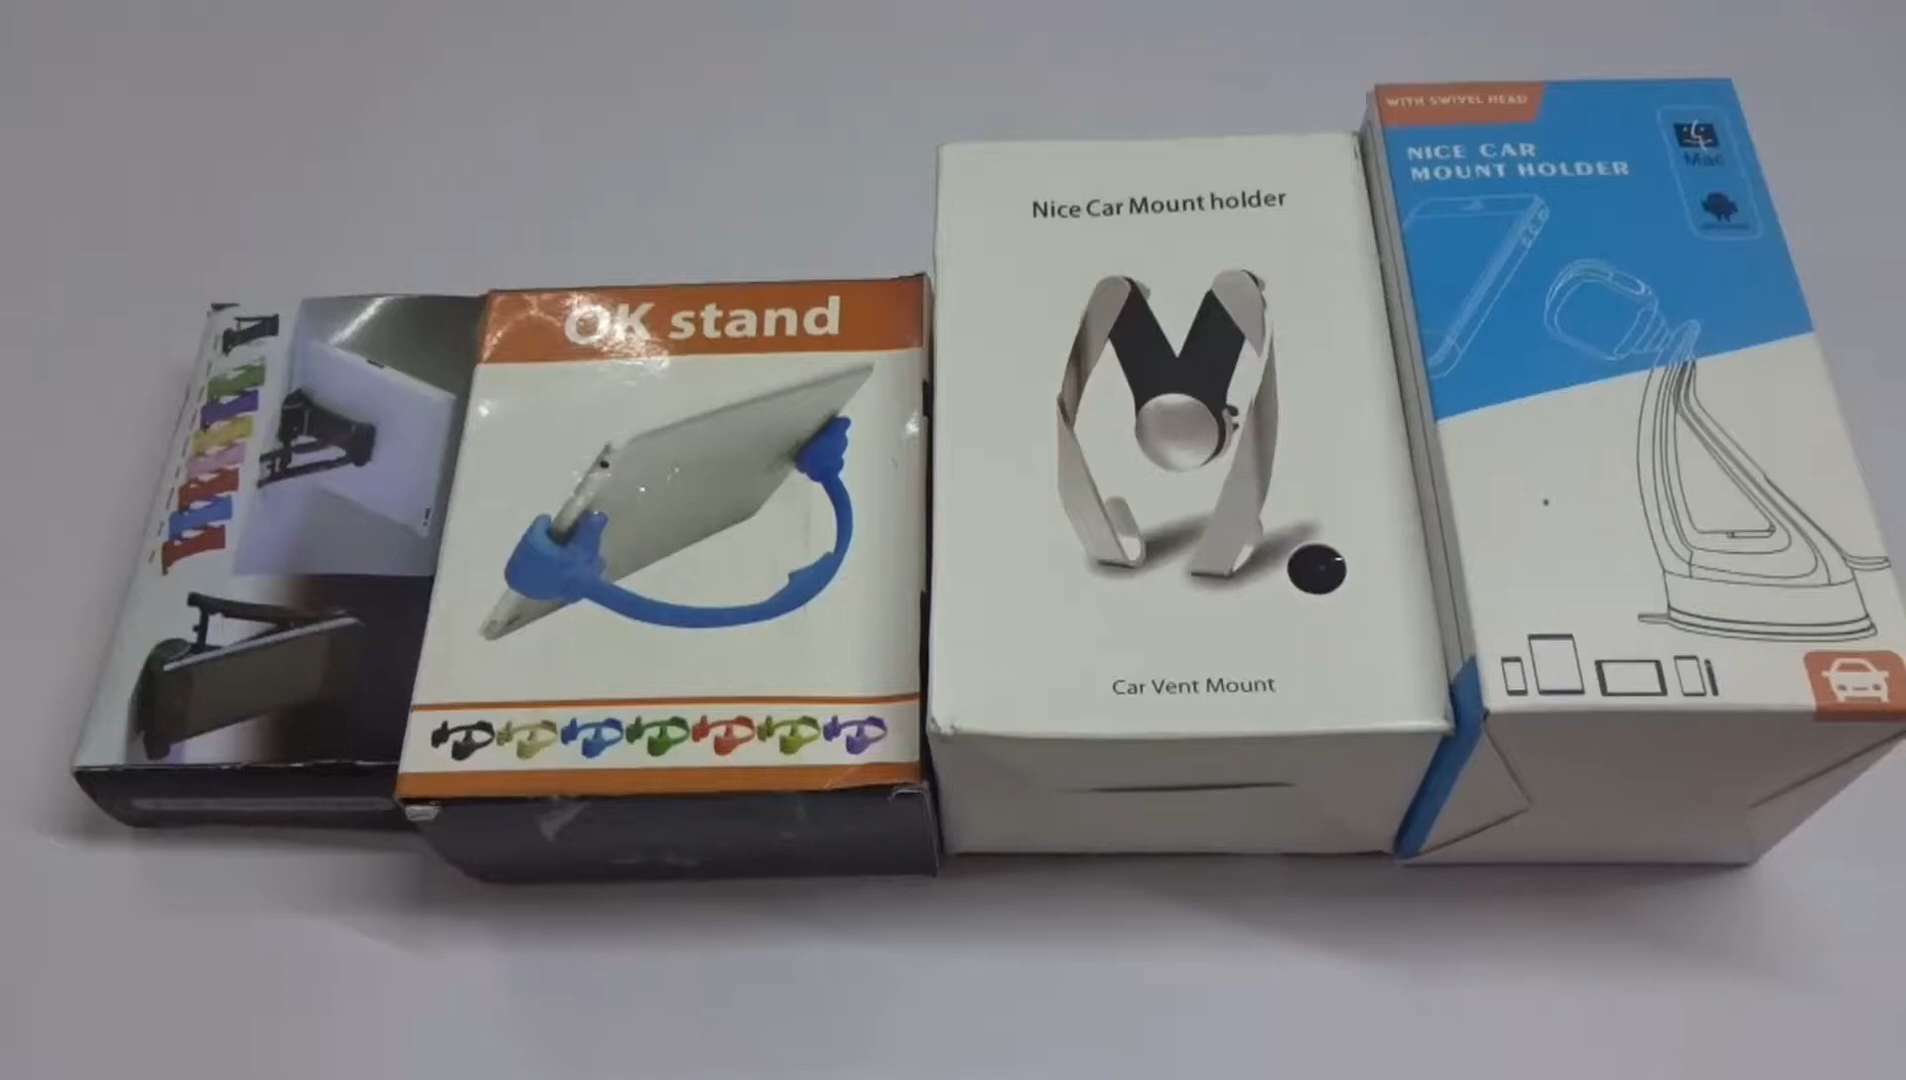 OK stand
Nice Car Mount holder
Car Vent Mount
WITH SWIVEL HEAD
NICE CAR
MOUNT HOLDER
Mac